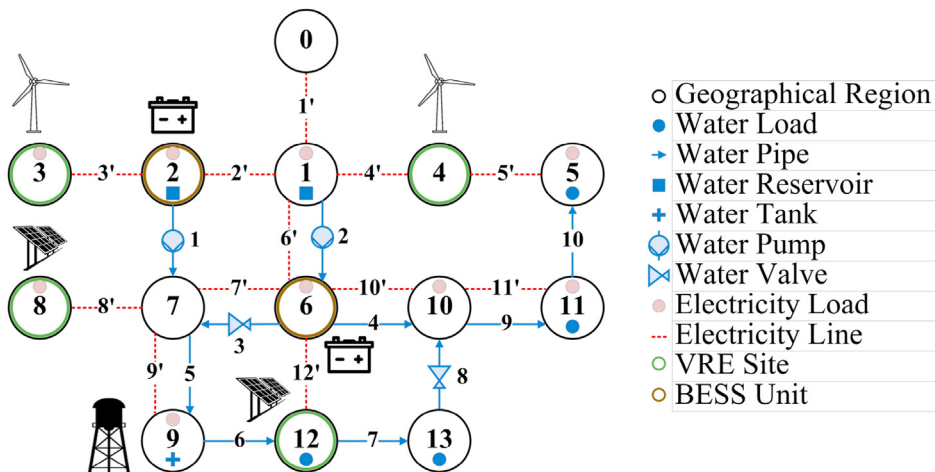 0
1'
3 3' 2 2' 1 4' 4 5' 5
1 6' 2 10
8 8' 7 7' 6 10' 10 11' 11
3 4 9
9' 5 12' 8
9 6 12 7 13
Geographical Region
Water Load
Water Pipe
Water Reservoir
Water Tank
Water Pump
Water Valve
Electricity Load
Electricity Line
VRE Site
BESS Unit